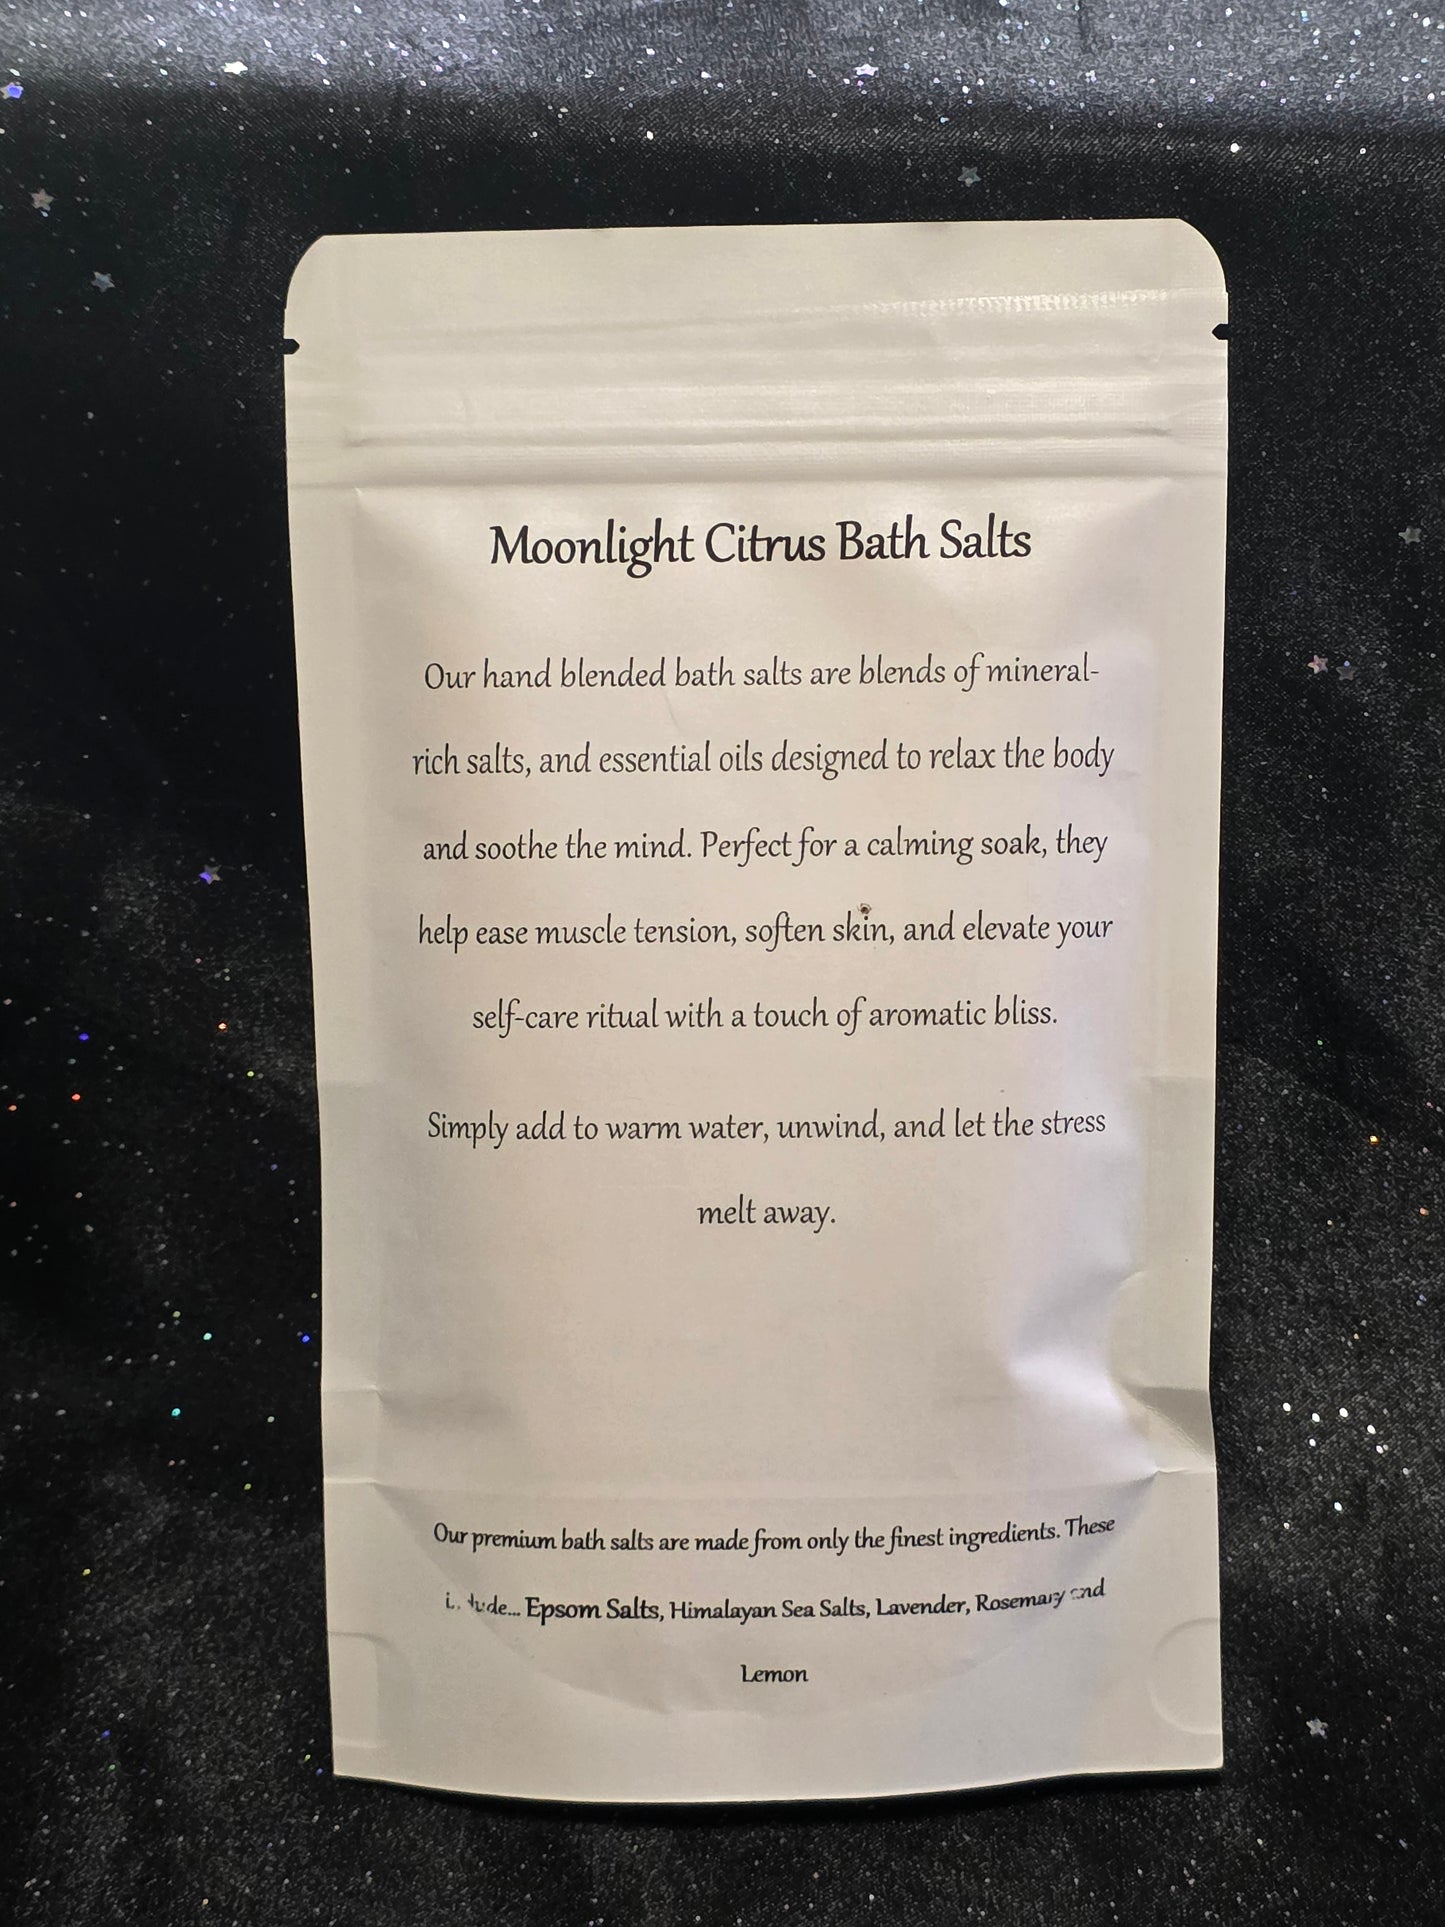 Moonlight Citrus Bath Salts
Our hand blended bath salts are blends of mineral-
rich salts, and essential oils designed to relax the body
and soothe the mind. Perfect for a calming soak, they
help ease muscle tension, soften skin, and elevate your
self-care ritual with a touch of aromatic bliss.
Simply add to warm water, unwind, and let the stress
melt away.
Our premium bath salts are made from only the finest ingredients. These
Epsom Salts, Himalayan Sea Salts, Lavender, Rosemary and
Lemon